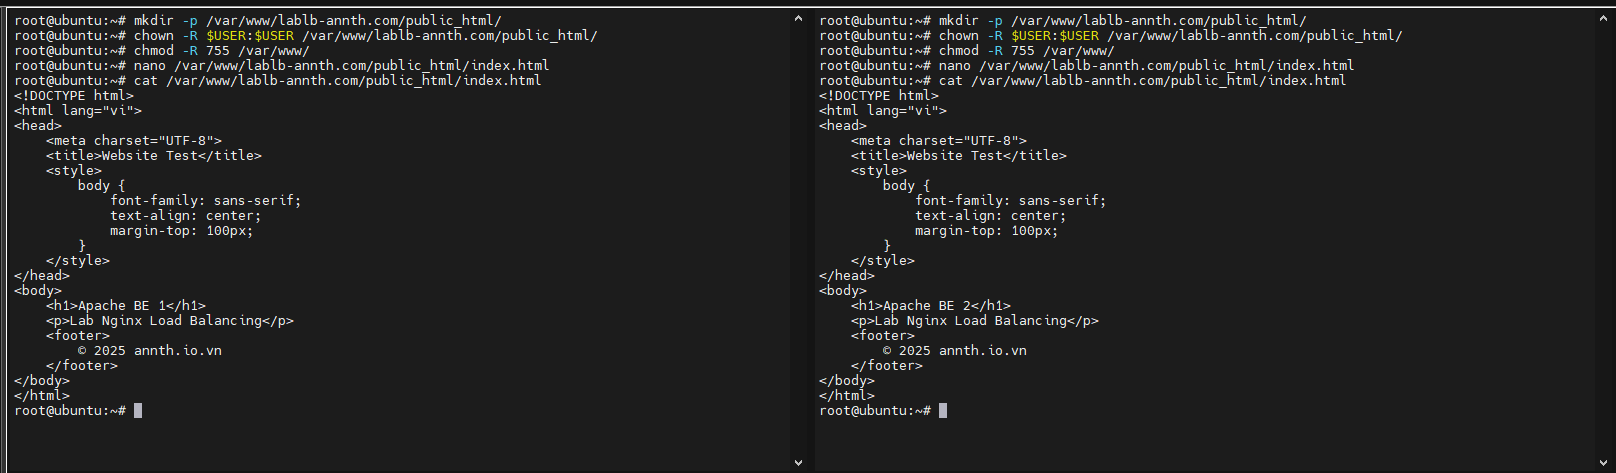 root@ubuntu:~# mkdir -p /var/www/lablb-annth.com/public_html/
root@ubuntu:~# chown -R $USER:$USER /var/www/lablb-annth.com/public_html/
root@ubuntu:~# chmod -R 755 /var/www/
root@ubuntu:~# nano /var/www/lablb-annth.com/public_html/index.html
root@ubuntu:~# cat /var/www/lablb-annth.com/public_html/index.html
<!DOCTYPE html>
<html lang="vi">
<head>
    <meta charset="UTF-8">
    <title>Website Test</title>
    <style>
        body {
            font-family: sans-serif;
            text-align: center;
            margin-top: 100px;
        }
    </style>
</head>
<body>
    <h1>Apache BE 1</h1>
    <p>Lab Nginx Load Balancing</p>
    <footer>
        © 2025 annth.io.vn
    </footer>
</body>
</html>
root@ubuntu:~#
root@ubuntu:~# mkdir -p /var/www/lablb-annth.com/public_html/
root@ubuntu:~# chown -R $USER:$USER /var/www/lablb-annth.com/public_html/
root@ubuntu:~# chmod -R 755 /var/www/
root@ubuntu:~# nano /var/www/lablb-annth.com/public_html/index.html
root@ubuntu:~# cat /var/www/lablb-annth.com/public_html/index.html
<!DOCTYPE html>
<html lang="vi">
<head>
    <meta charset="UTF-8">
    <title>Website Test</title>
    <style>
        body {
            font-family: sans-serif;
            text-align: center;
            margin-top: 100px;
        }
    </style>
</head>
<body>
    <h1>Apache BE 2</h1>
    <p>Lab Nginx Load Balancing</p>
    <footer>
        © 2025 annth.io.vn
    </footer>
</body>
</html>
root@ubuntu:~#